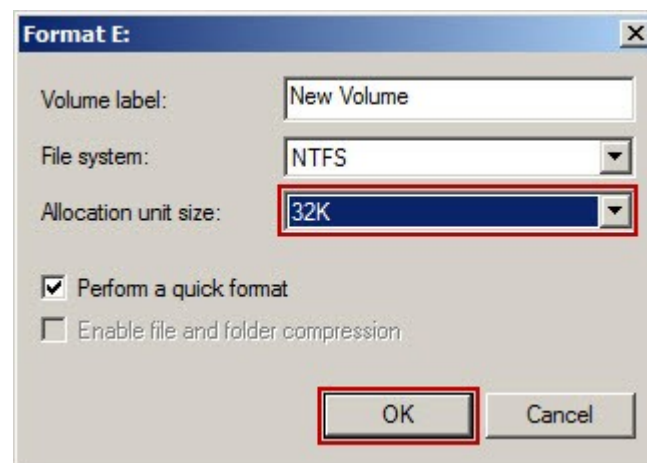 Format E:
Volume label: New Volume
File system: NTFS
Allocation unit size: 32K
Perform a quick format
Enable file and folder compression
OK Cancel